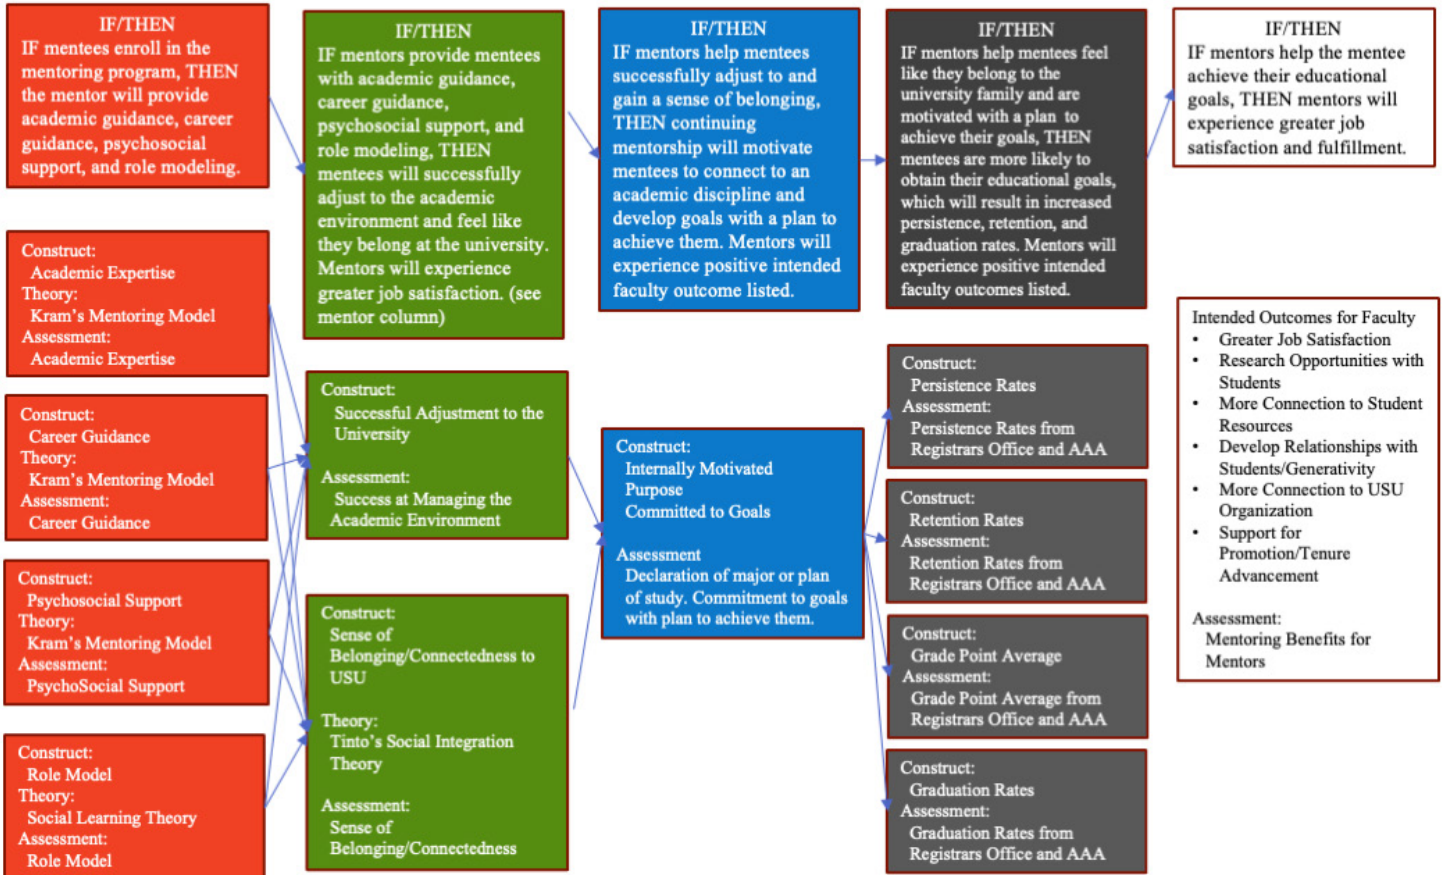 IF/THEN
IF mentees enroll in the
mentoring program, THEN
the mentor will provide
academic guidance, career
guidance, psychosocial
support, and role modeling.
IF/THEN
IF mentors provide mentees
with academic guidance,
career guidance,
psychosocial support, and
role modeling, THEN
mentees will successfully
adjust to the academic
environment and feel like
they belong at the university.
Mentors will experience
greater job satisfaction. (see
mentor column)
IF/THEN
IF mentors help mentees
successfully adjust to and
gain a sense of belonging,
THEN continuing
mentorship will motivate
mentees to connect to an
academic discipline and
develop goals with a plan to
achieve them. Mentors will
experience positive intended
faculty outcome listed.
IF/THEN
IF mentors help mentees feel
like they belong to the
university family and are
motivated with a plan to
achieve their goals, THEN
mentees are more likely to
obtain their educational goals,
which will result in increased
persistence, retention, and
graduation rates. Mentors will
experience positive intended
faculty outcomes listed.
IF/THEN
IF mentors help the mentee
achieve their educational
goals, THEN mentors will
experience greater job
satisfaction and fulfillment.
Construct:
Academic Expertise
Theory:
Kram's Mentoring Model
Assessment:
Academic Expertise
Construct:
Career Guidance
Theory:
Kram's Mentoring Model
Assessment:
Career Guidance
Construct:
Psychosocial Support
Theory:
Kram's Mentoring Model
Assessment:
PsychoSocial Support
Construct:
Role Model
Theory:
Social Learning Theory
Assessment:
Role Model
Construct:
Successful Adjustment to the
University
Assessment:
Success at Managing the
Academic Environment
Construct:
Sense of
Belonging/Connectedness to
USU
Theory:
Tinto's Social Integration
Theory
Assessment:
Sense of
Belonging/Connectedness
Construct:
Internally Motivated
Purpose
Committed to Goals
Assessment
Declaration of major or plan
of study. Commitment to goals
with plan to achieve them.
Construct:
Persistence Rates
Assessment:
Persistence Rates from
Registrars Office and AAA
Construct:
Retention Rates
Assessment:
Retention Rates from
Registrars Office and AAA
Construct:
Grade Point Average
Assessment:
Grade Point Average from
Registrars Office and AAA
Construct:
Graduation Rates
Assessment:
Graduation Rates from
Registrars Office and AAA
Intended Outcomes for Faculty
• Greater Job Satisfaction
• Research Opportunities with
Students
• More Connection to Student
Resources
• Develop Relationships with
Students/Generativity
• More Connection to USU
Organization
• Support for
Promotion/Tenure
Advancement
Assessment:
Mentoring Benefits for
Mentors